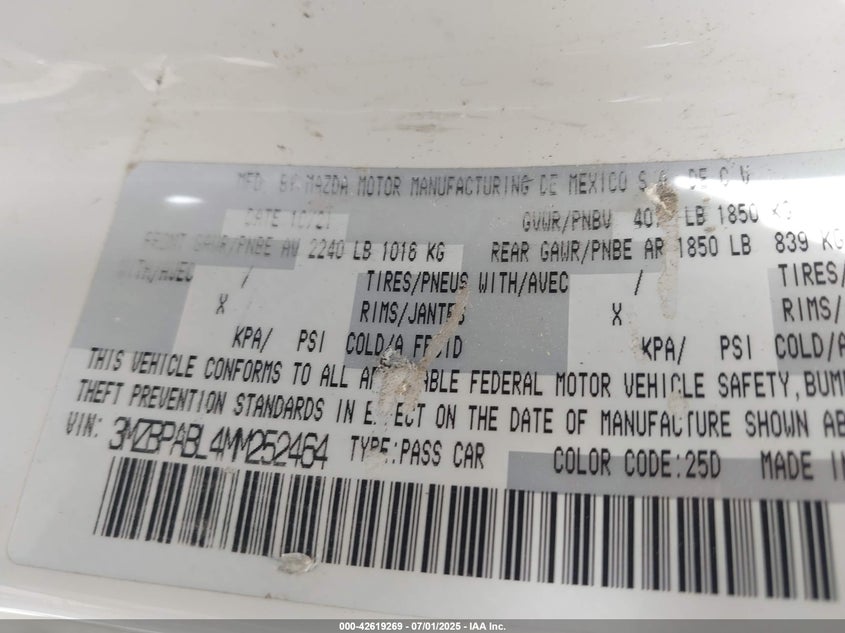 MFD. BY MAZDA MOTOR MANUFACTURING DE MEXICO S.A. DE C.V
DATE 10/21 GVWR/PNBV LB 1850 KG
FRONT GAWR/PNBE AV 2240 LB 1016 KG REAR GAWR/PNBE AR 1850 LB 839 KG
WITH/AVEC / TIRES/PNEUS WITH/AVEC / TIRES/
X RIMS/JANTES X RIMS/
KPA/ PSI COLD/A FROID KPA/ PSI COLD/A
THIS VEHICLE CONFORMS TO ALL APPLICABLE FEDERAL MOTOR VEHICLE SAFETY, BUM
THEFT PREVENTION STANDARDS IN EFFECT ON THE DATE OF MANUFACTURE SHOWN AB
VIN: 3MZBPABL4MM252464 TYPE:PASS CAR COLOR CODE:25D MADE IN
000-42619269 - 07/01/2025 - IAA Inc.